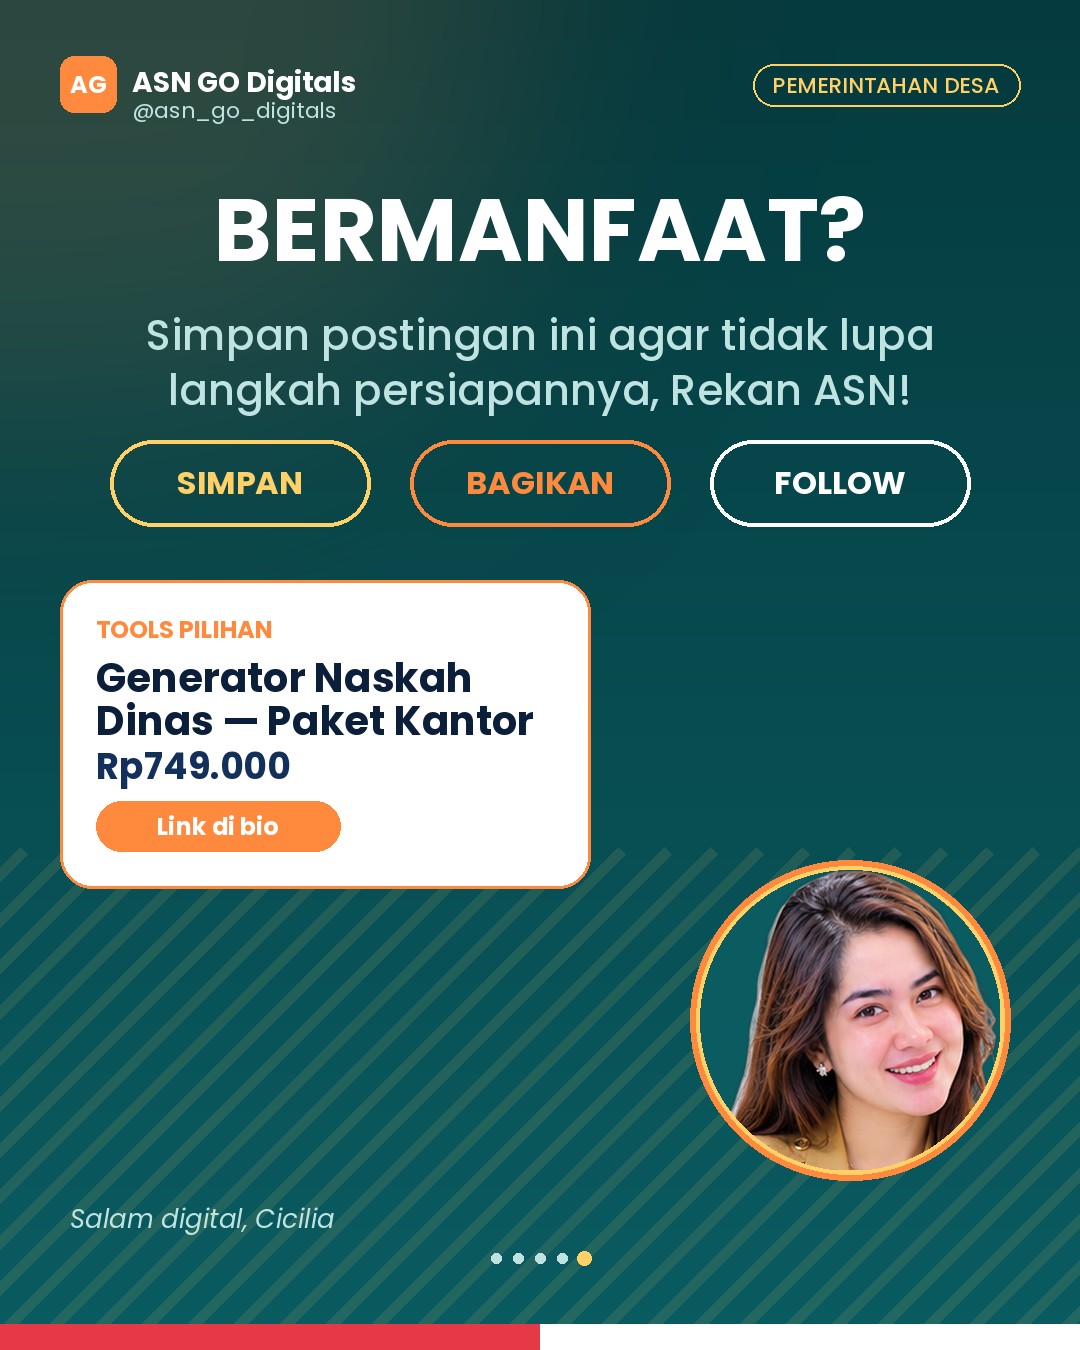 AG
ASN GO Digitals
@asn_go_digitals
PEMERINTAHAN DESA
BERMANFAAT?
Simpan postingan ini agar tidak lupa
langkah persiapannya, Rekan ASN!
SIMPAN
BAGIKAN
FOLLOW
TOOLS PILIHAN
Generator Naskah
Dinas — Paket Kantor
Rp749.000
Link di bio
Salam digital, Cicilia